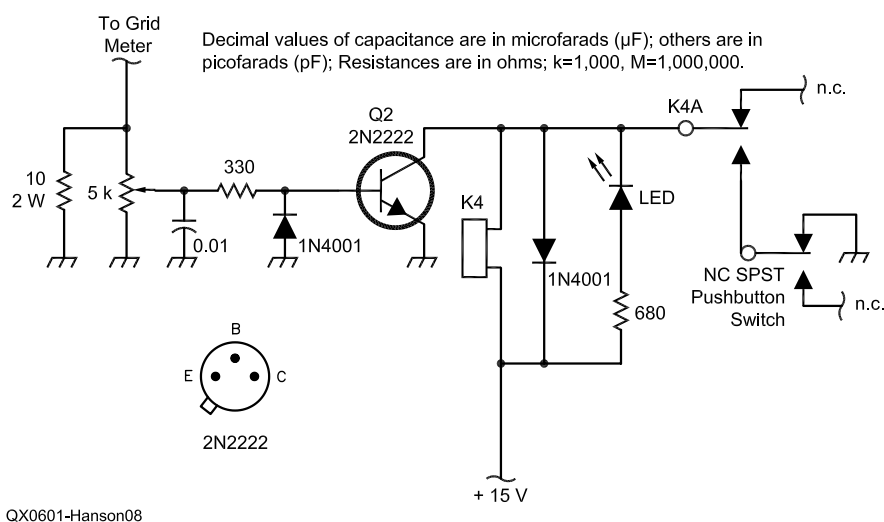 To Grid
Meter
Decimal values of capacitance are in microfarads (µF); others are in
picofarads (pF); Resistances are in ohms; k=1,000, M=1,000,000.
n.c.
K4A
Q2
2N2222
330
10
2 W
5 k
K4
LED
0.01
1N4001
1N4001
NC SPST
Pushbutton
Switch
680
n.c.
B
E
C
2N2222
+ 15 V
QX0601-Hanson08